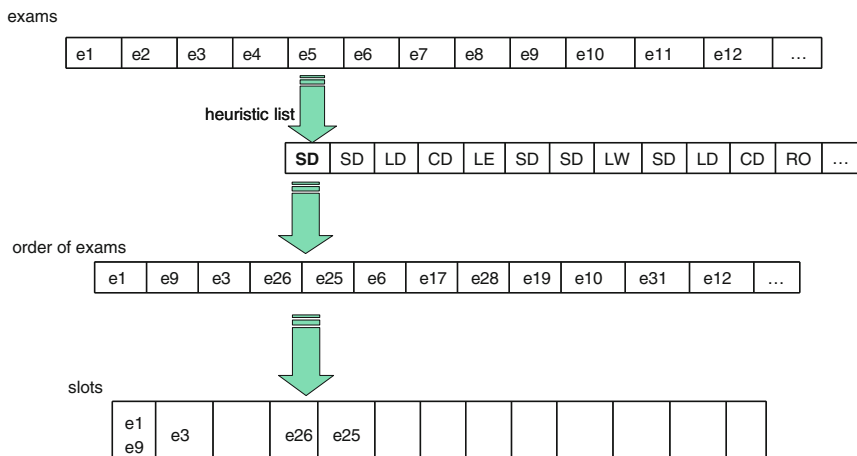 exams
e1 e2 e3 e4 e5 e6 e7 e8 e9 e10 e11 e12 ...
heuristic list
SD SD LD CD LE SD SD LW SD LD CD RO ...
order of exams
e1 e9 e3 e26 e25 e6 e17 e28 e19 e10 e31 e12 ...
slots
e1
e9
e3
e26 e25